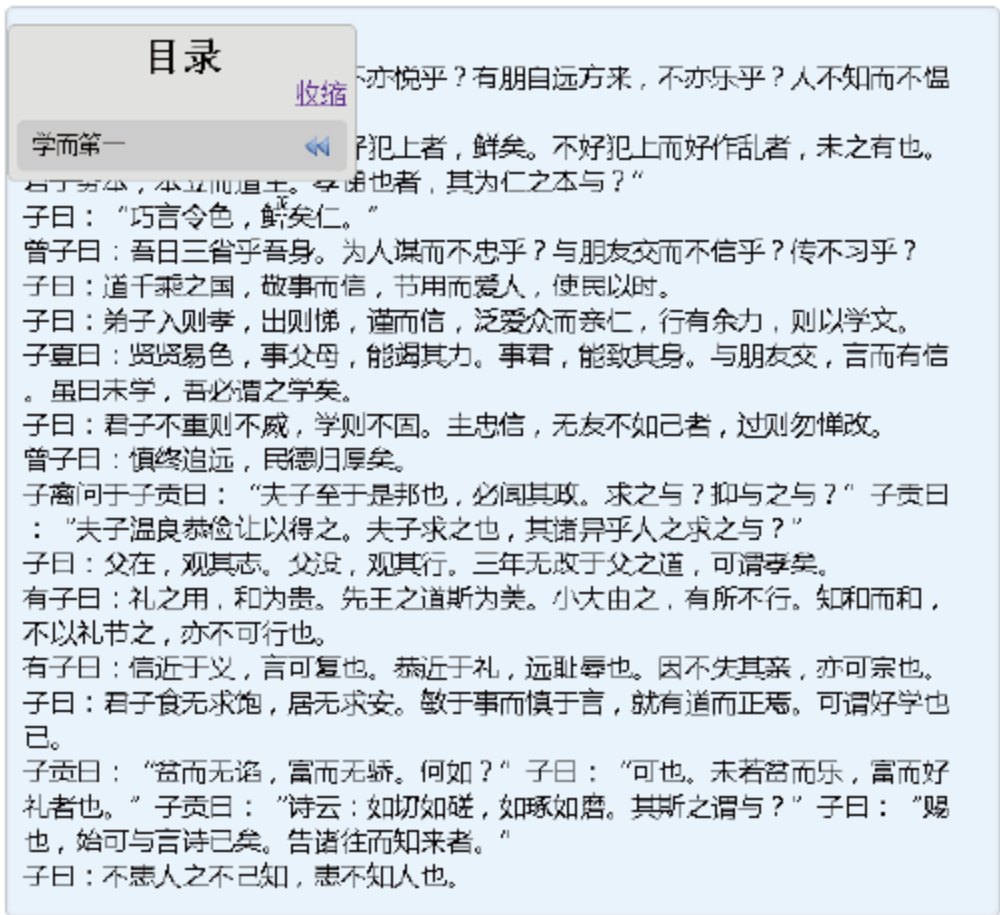 目录
收缩
学而第一
不亦悦乎？有朋自远方来，不亦乐乎？人不知而不愠
好犯上者，鲜矣。不好犯上而好作乱者，未之有也。
君子务本，本立而道生。孝悌也者，其为仁之本与？“
子曰：“巧言令色，鲜矣仁。”
曾子曰：吾日三省乎吾身。为人谋而不忠乎？与朋友交而不信乎？传不习乎？
子曰：道千乘之国，敬事而信，节用而爱人，使民以时。
子曰：弟子入则孝，出则悌，谨而信，泛爱众而亲仁，行有余力，则以学文。
子夏曰：贤贤易色，事父母，能竭其力。事君，能致其身。与朋友交，言而有信
。虽曰未学，吾必谓之学矣。
子曰：君子不重则不威，学则不固。主忠信，无友不如己者，过则勿惮改。
曾子曰：慎终追远，民德归厚矣。
子禽问于子贡曰：“夫子至于是邦也，必闻其政。求之与？抑与之与？”子贡曰
：“夫子温良恭俭让以得之。夫子求之也，其诸异乎人之求之与？”
子曰：父在，观其志。父没，观其行。三年无改于父之道，可谓孝矣。
有子曰：礼之用，和为贵。先王之道斯为美。小大由之，有所不行。知和而和，
不以礼节之，亦不可行也。
有子曰：信近于义，言可复也。恭近于礼，远耻辱也。因不失其亲，亦可宗也。
子曰：君子食无求饱，居无求安。敏于事而慎于言，就有道而正焉。可谓好学也
已。
子贡曰：“贫而无谄，富而无骄。何如？”子曰：“可也。未若贫而乐，富而好
礼者也。”子贡曰：“诗云：如切如磋，如琢如磨。其斯之谓与？”子曰：“赐
也，始可与言诗已矣。告诸往而知来者。“
子曰：不患人之不己知，患不知人也。